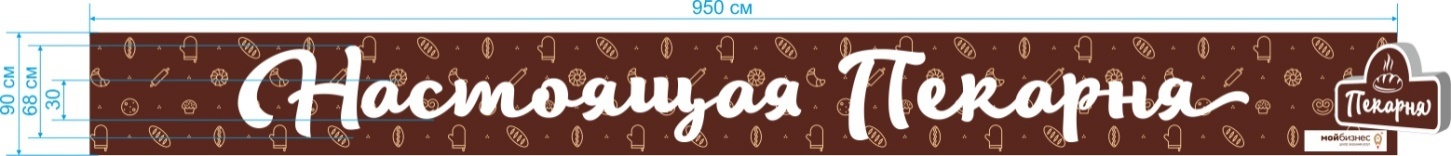 950 см
90 см
68 см
30
Настоящая Пекарня
Пекарня
мойбизнес